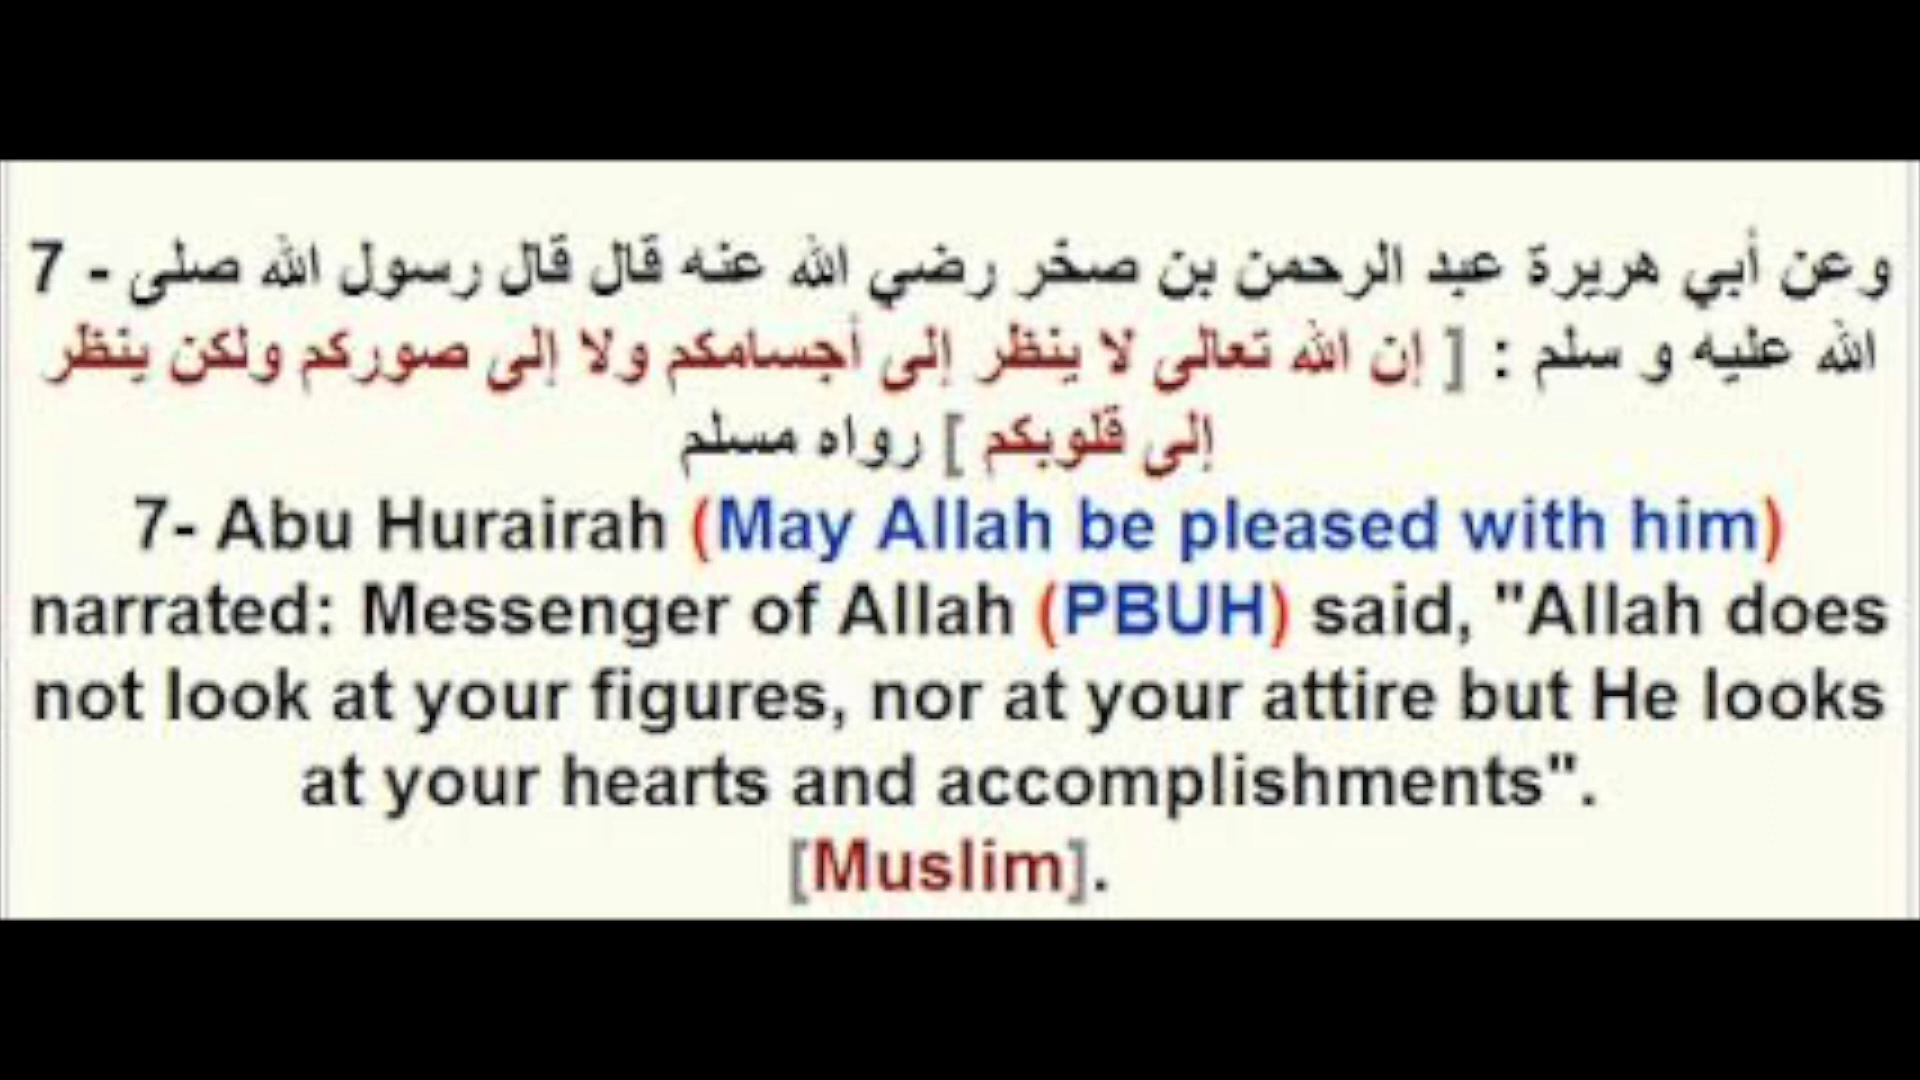 7 - وعن أبي هريرة عبد الرحمن بن صخر رضي الله عنه قال قال رسول الله صلى
الله عليه و سلم : [ إن الله تعالى لا ينظر إلى أجسامكم ولا إلى صوركم ولكن ينظر
إلى قلوبكم ] رواه مسلم
7- Abu Hurairah (May Allah be pleased with him)
narrated: Messenger of Allah (PBUH) said, "Allah does
not look at your figures, nor at your attire but He looks
at your hearts and accomplishments".
[Muslim].